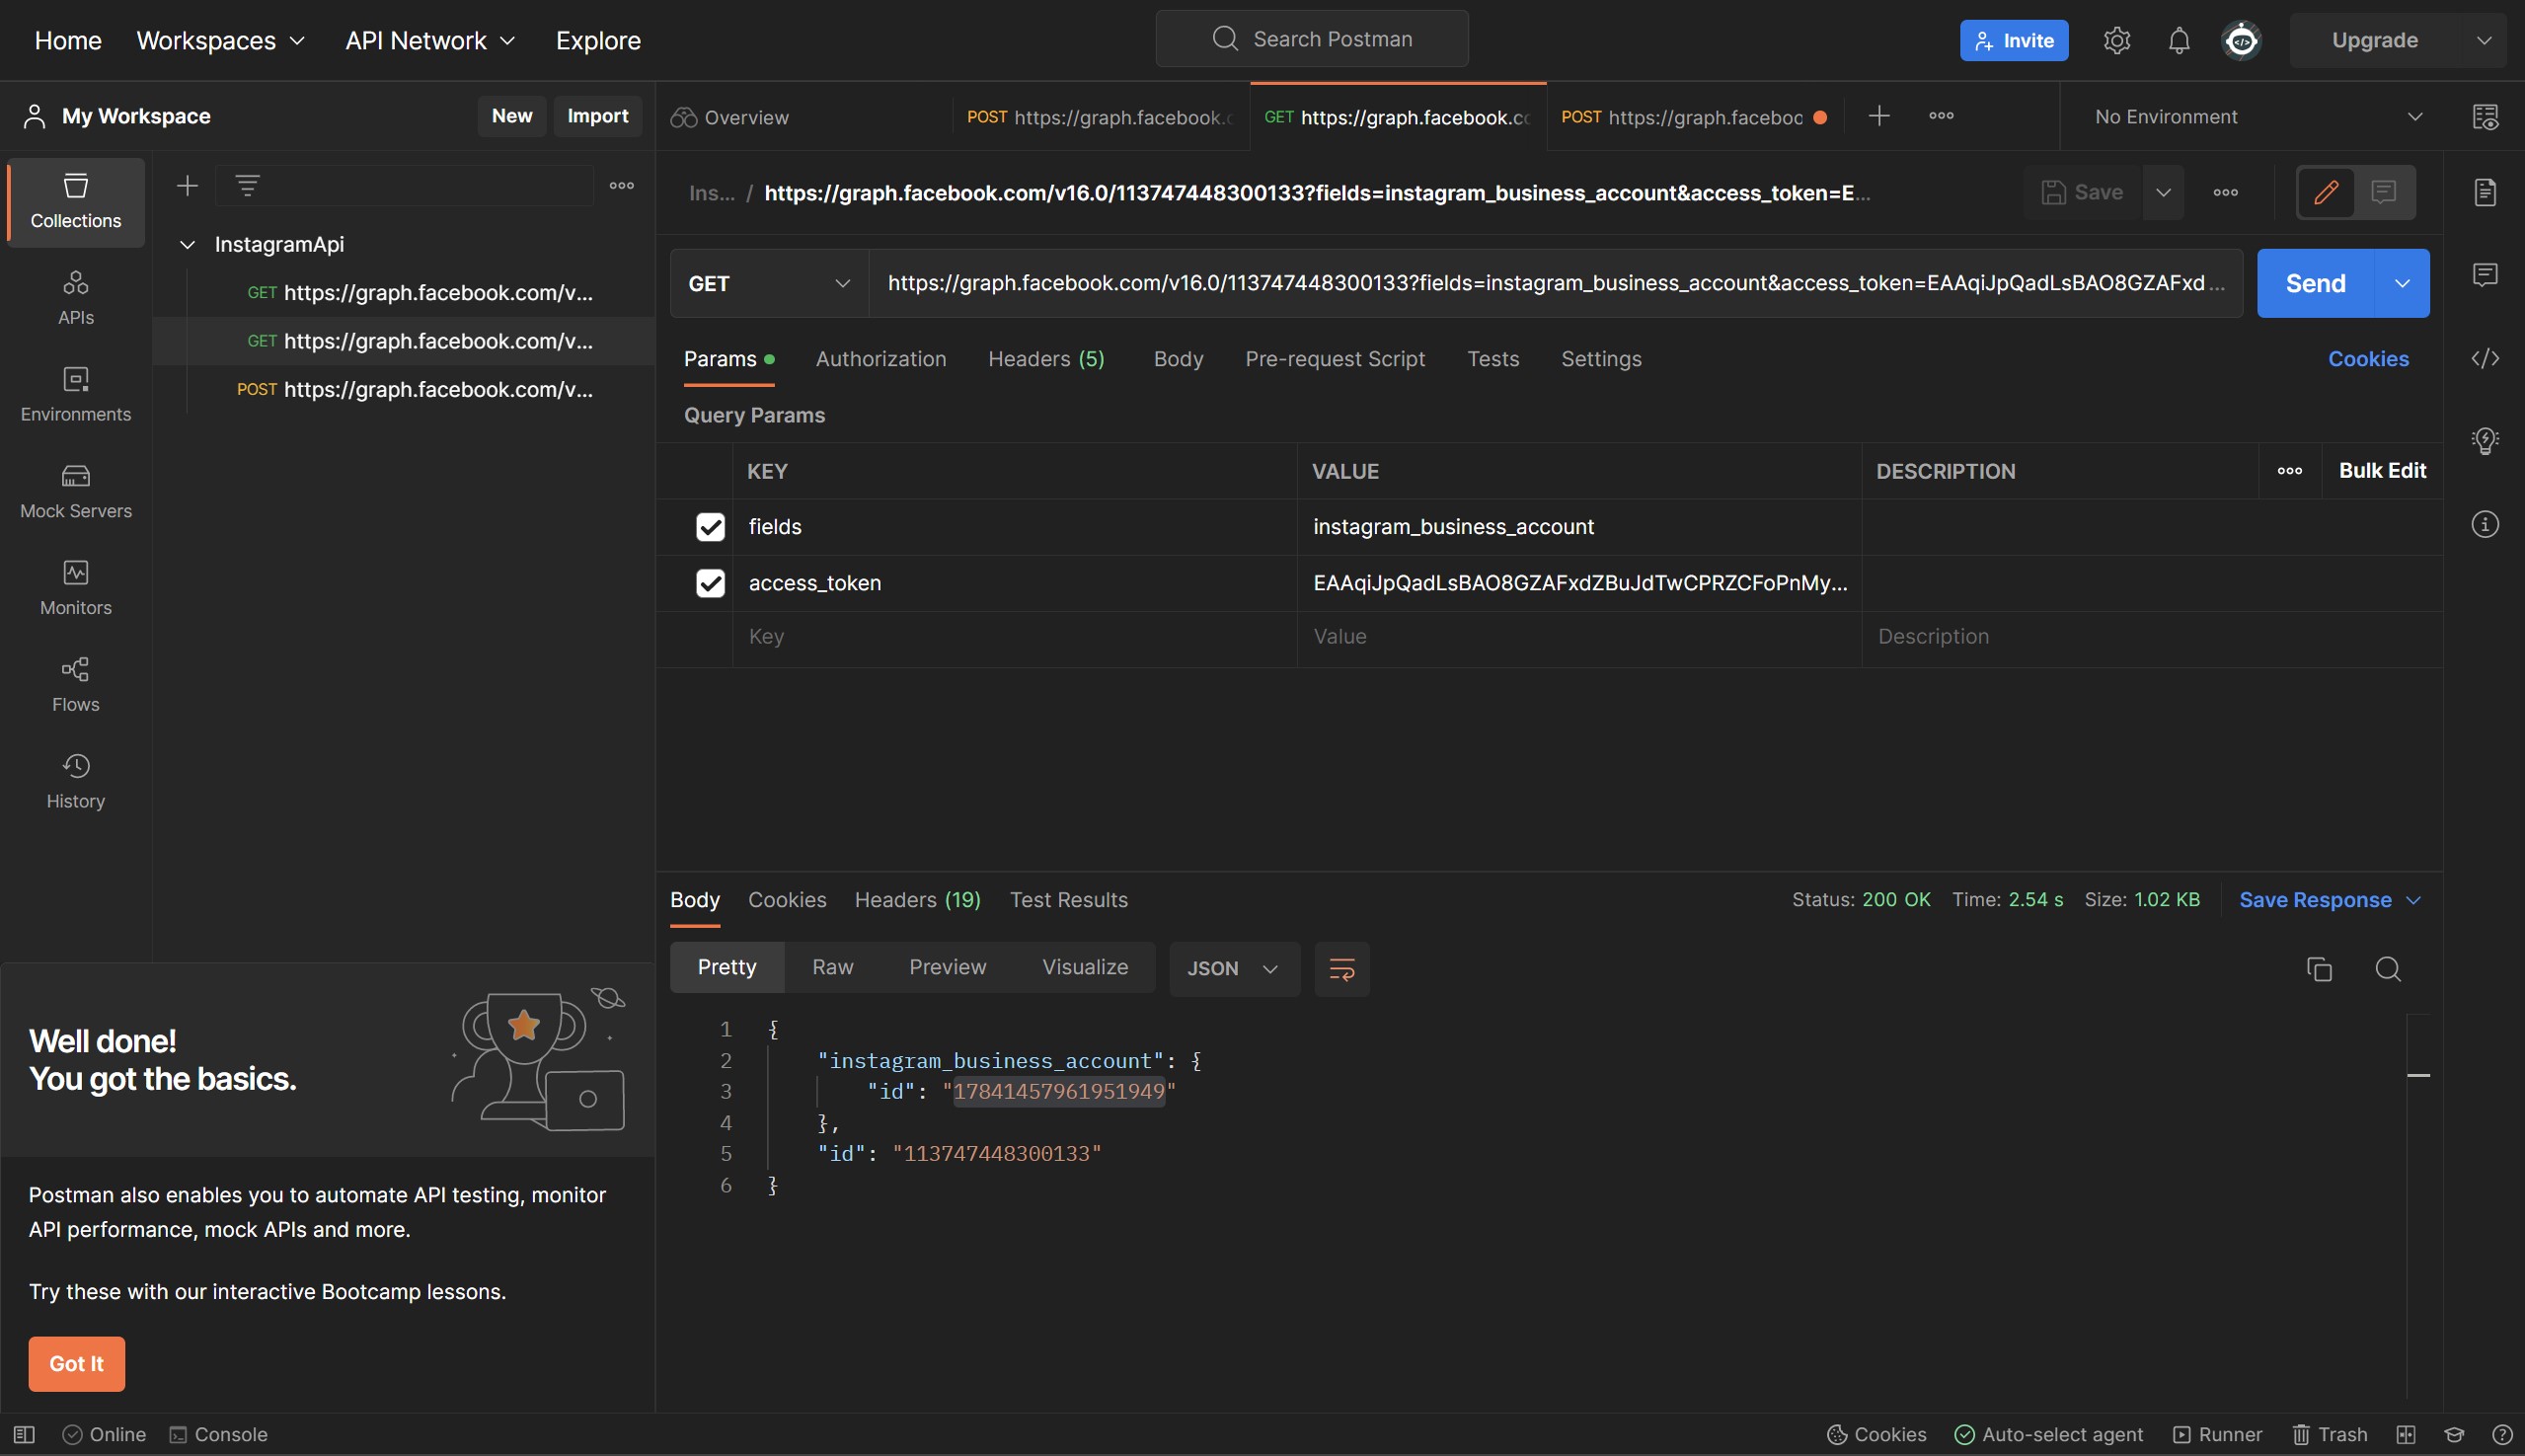 Home Workspaces API Network Explore Search Postman Invite Upgrade
My Workspace New Import
Overview POST https://graph.facebook.c GET https://graph.facebook.cc POST https://graph.faceboc No Environment
Collections
APIs
Environments
Mock Servers
Monitors
Flows
History
InstagramApi
GET https://graph.facebook.com/v...
GET https://graph.facebook.com/v...
POST https://graph.facebook.com/v...
Well done!
You got the basics.
Postman also enables you to automate API testing, monitor
API performance, mock APIs and more.
Try these with our interactive Bootcamp lessons.
Got It
Ins... / https://graph.facebook.com/v16.0/113747448300133?fields=instagram_business_account&access_token=E... Save
GET https://graph.facebook.com/v16.0/113747448300133?fields=instagram_business_account&access_token=EAAqiJpQadLsBAO8GZAFxd ... Send
Params Authorization Headers (5) Body Pre-request Script Tests Settings Cookies
Query Params
KEY VALUE DESCRIPTION Bulk Edit
fields instagram_business_account
access_token EAAqiJpQadLsBAO8GZAFxdZBuJdTwCPRZCFoPnMy...
Key Value Description
Body Cookies Headers (19) Test Results Status: 200 OK Time: 2.54 s Size: 1.02 KB Save Response
Pretty Raw Preview Visualize JSON
1 {
2 "instagram_business_account": {
3 "id": "17841457961951949"
4 },
5 "id": "113747448300133"
6 }
Online Console Cookies Auto-select agent Runner Trash